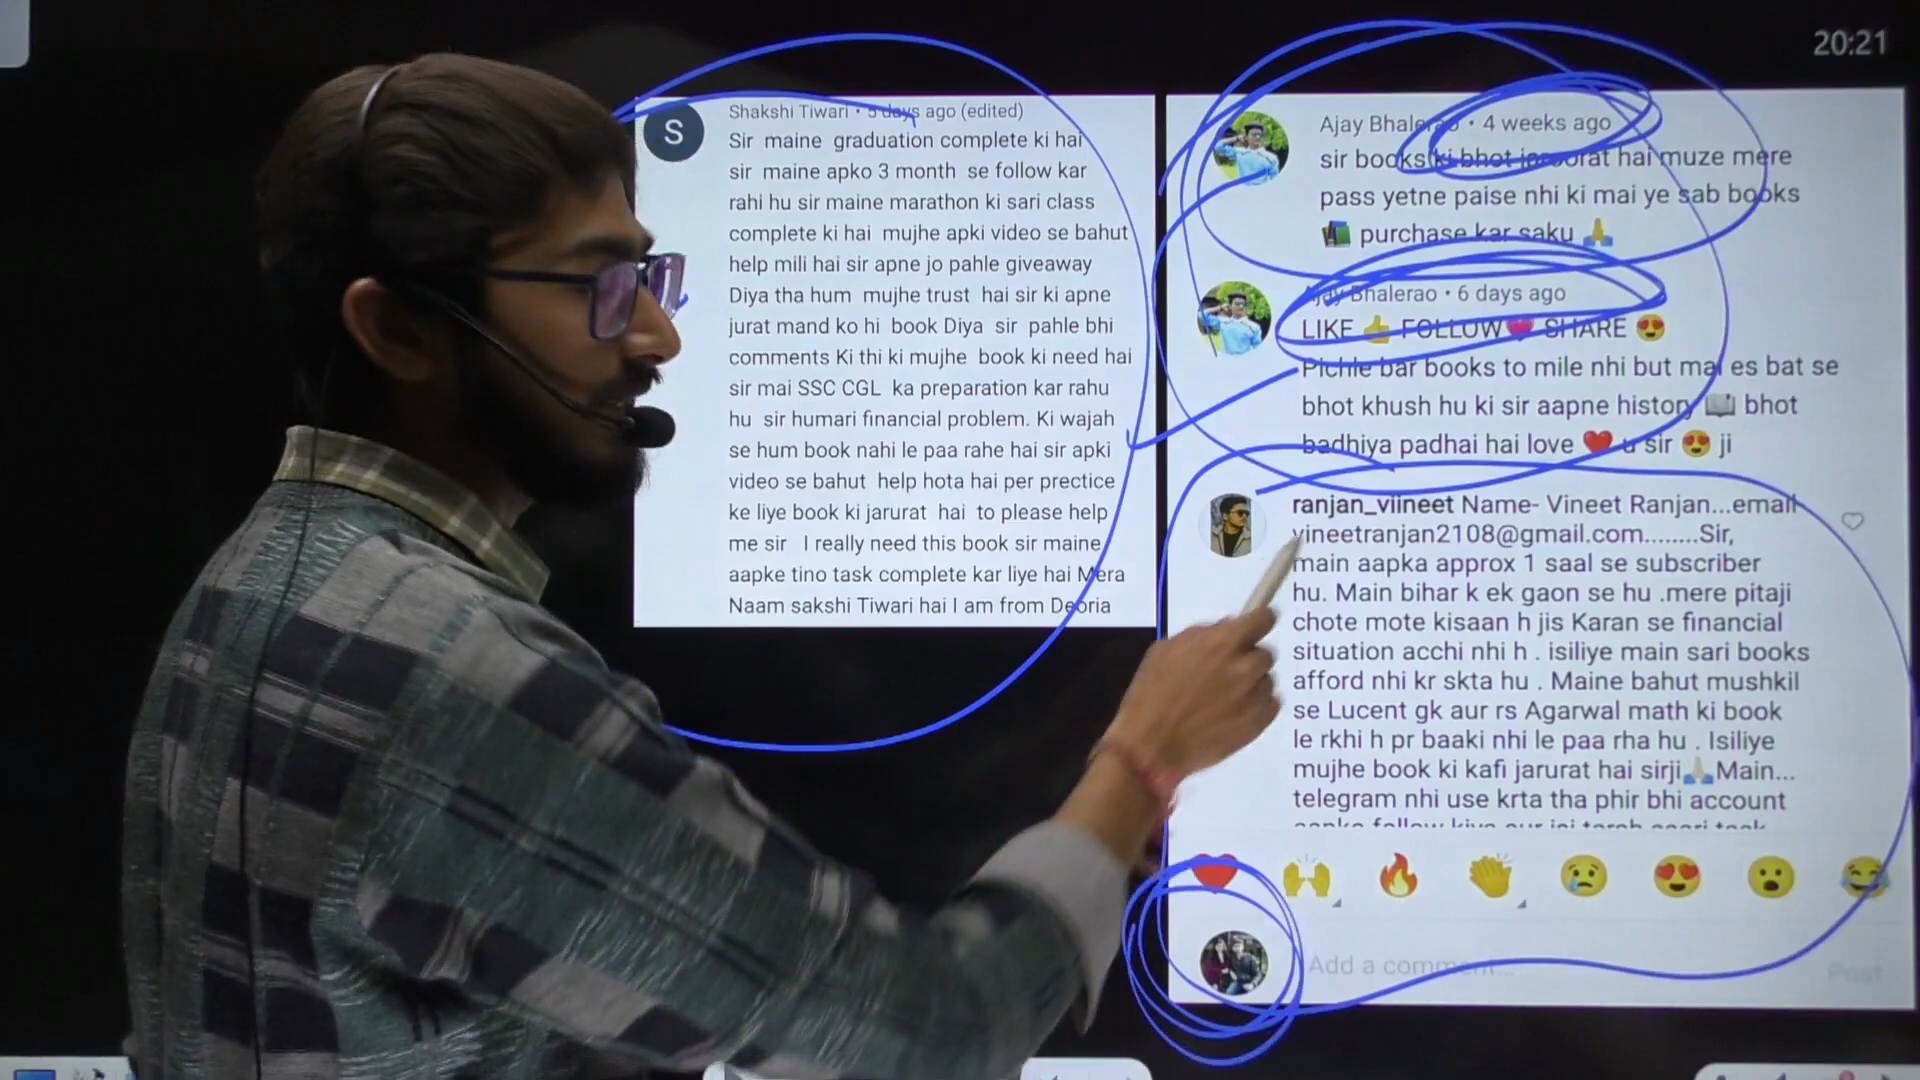 20:21
S
Shakshi Tiwari • 5 days ago (edited)
Sir maine graduation complete ki hai
sir maine apko 3 month se follow kar
rahi hu sir maine marathon ki sari class
complete ki hai mujhe apki video se bahut
help mili hai sir apne jo pahle giveaway
Diya tha hum mujhe trust hai sir ki apne
jurat mand ko hi book Diya sir pahle bhi
comments Ki thi ki mujhe book ki need hai
sir mai SSC CGL ka preparation kar rahu
hu sir humari financial problem. Ki wajah
se hum book nahi le paa rahe hai sir apki
video se bahut help hota hai per prectice
ke liye book ki jarurat hai to please help
me sir I really need this book sir maine
aapke tino task complete kar liye hai Mera
Naam sakshi Tiwari hai I am from Deoria
Ajay Bhalerao • 4 weeks ago
sir books ki bhot jaroorat hai muze mere
pass yetne paise nhi ki mai ye sab books
📚 purchase kar saku 🙏
Ajay Bhalerao • 6 days ago
LIKE 👍 FOLLOW 💗 SHARE 😍
Pichle bar books to mile nhi but mai es bat se
bhot khush hu ki sir aapne history 📖 bhot
badhiya padhai hai love ❤️ u sir 😍 ji
ranjan_viineet Name- Vineet Ranjan...email
vineetranjan2108@gmail.com........Sir,
main aapka approx 1 saal se subscriber
hu. Main bihar k ek gaon se hu .mere pitaji
chote mote kisaan h jis Karan se financial
situation acchi nhi h . isiliye main sari books
afford nhi kr skta hu . Maine bahut mushkil
se Lucent gk aur rs Agarwal math ki book
le rkhi h pr baaki nhi le paa rha hu . Isiliye
mujhe book ki kafi jarurat hai sirji🙏Main...
telegram nhi use krta tha phir bhi account
Add a comment...
Post